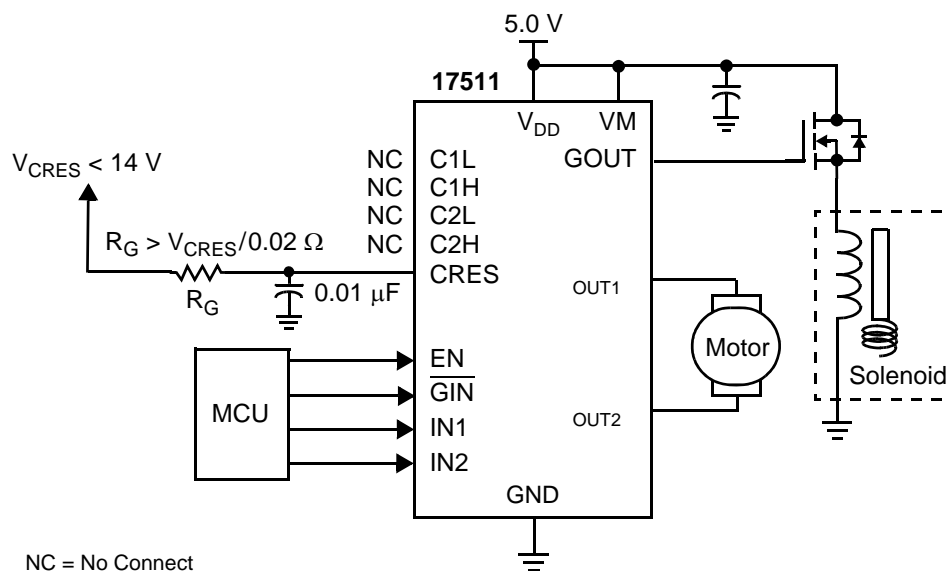 5.0 V
17511
V_DD VM
V_CRES < 14 V
NC C1L GOUT
NC C1H
NC C2L
R_G > V_CRES/0.02 Ω NC C2H
CRES
R_G 0.01 μF
OUT1
Motor
EN
GIN
Solenoid
MCU
IN1 OUT2
IN2
GND
NC = No Connect